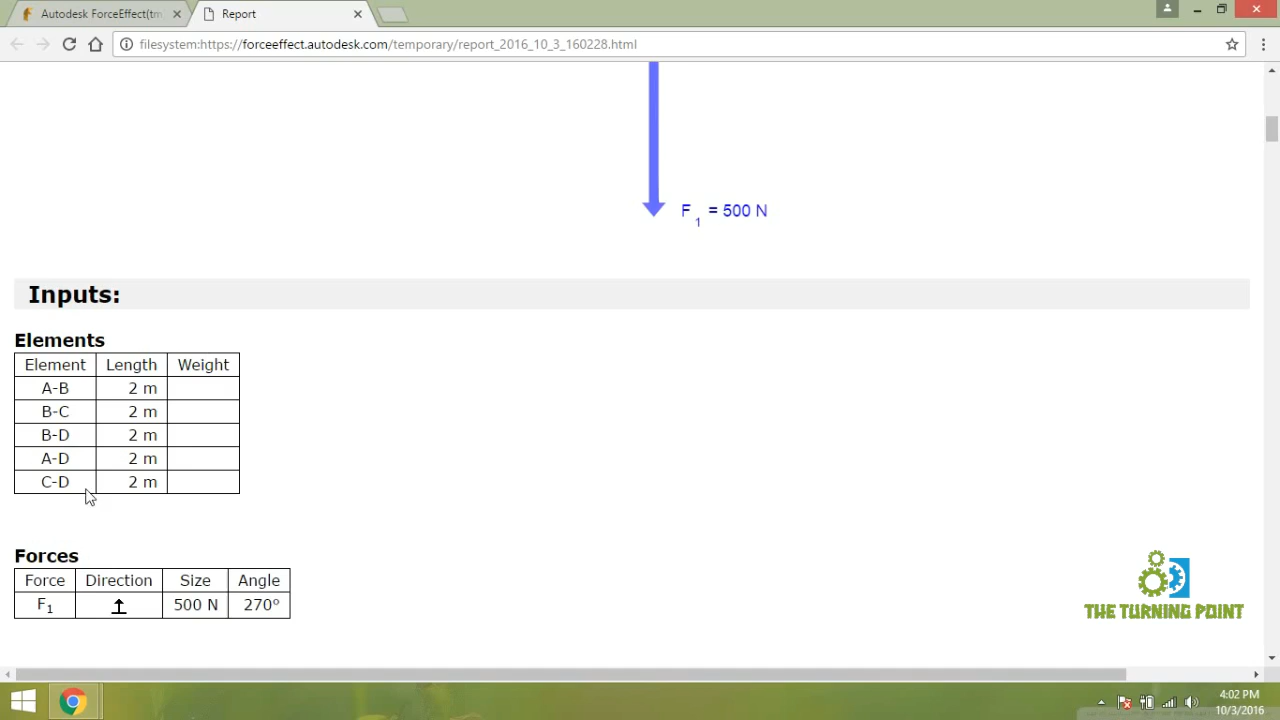 Autodesk ForceEffect(tm
Report
filesystem:https://forceeffect.autodesk.com/temporary/report_2016_10_3_160228.html
F1 = 500 N
Inputs:
Elements
Element Length Weight
A-B 2 m
B-C 2 m
B-D 2 m
A-D 2 m
C-D 2 m
Forces
Force Direction Size Angle
F1 ↥ 500 N 270°
THE TURNING POINT
4:02 PM
10/3/2016